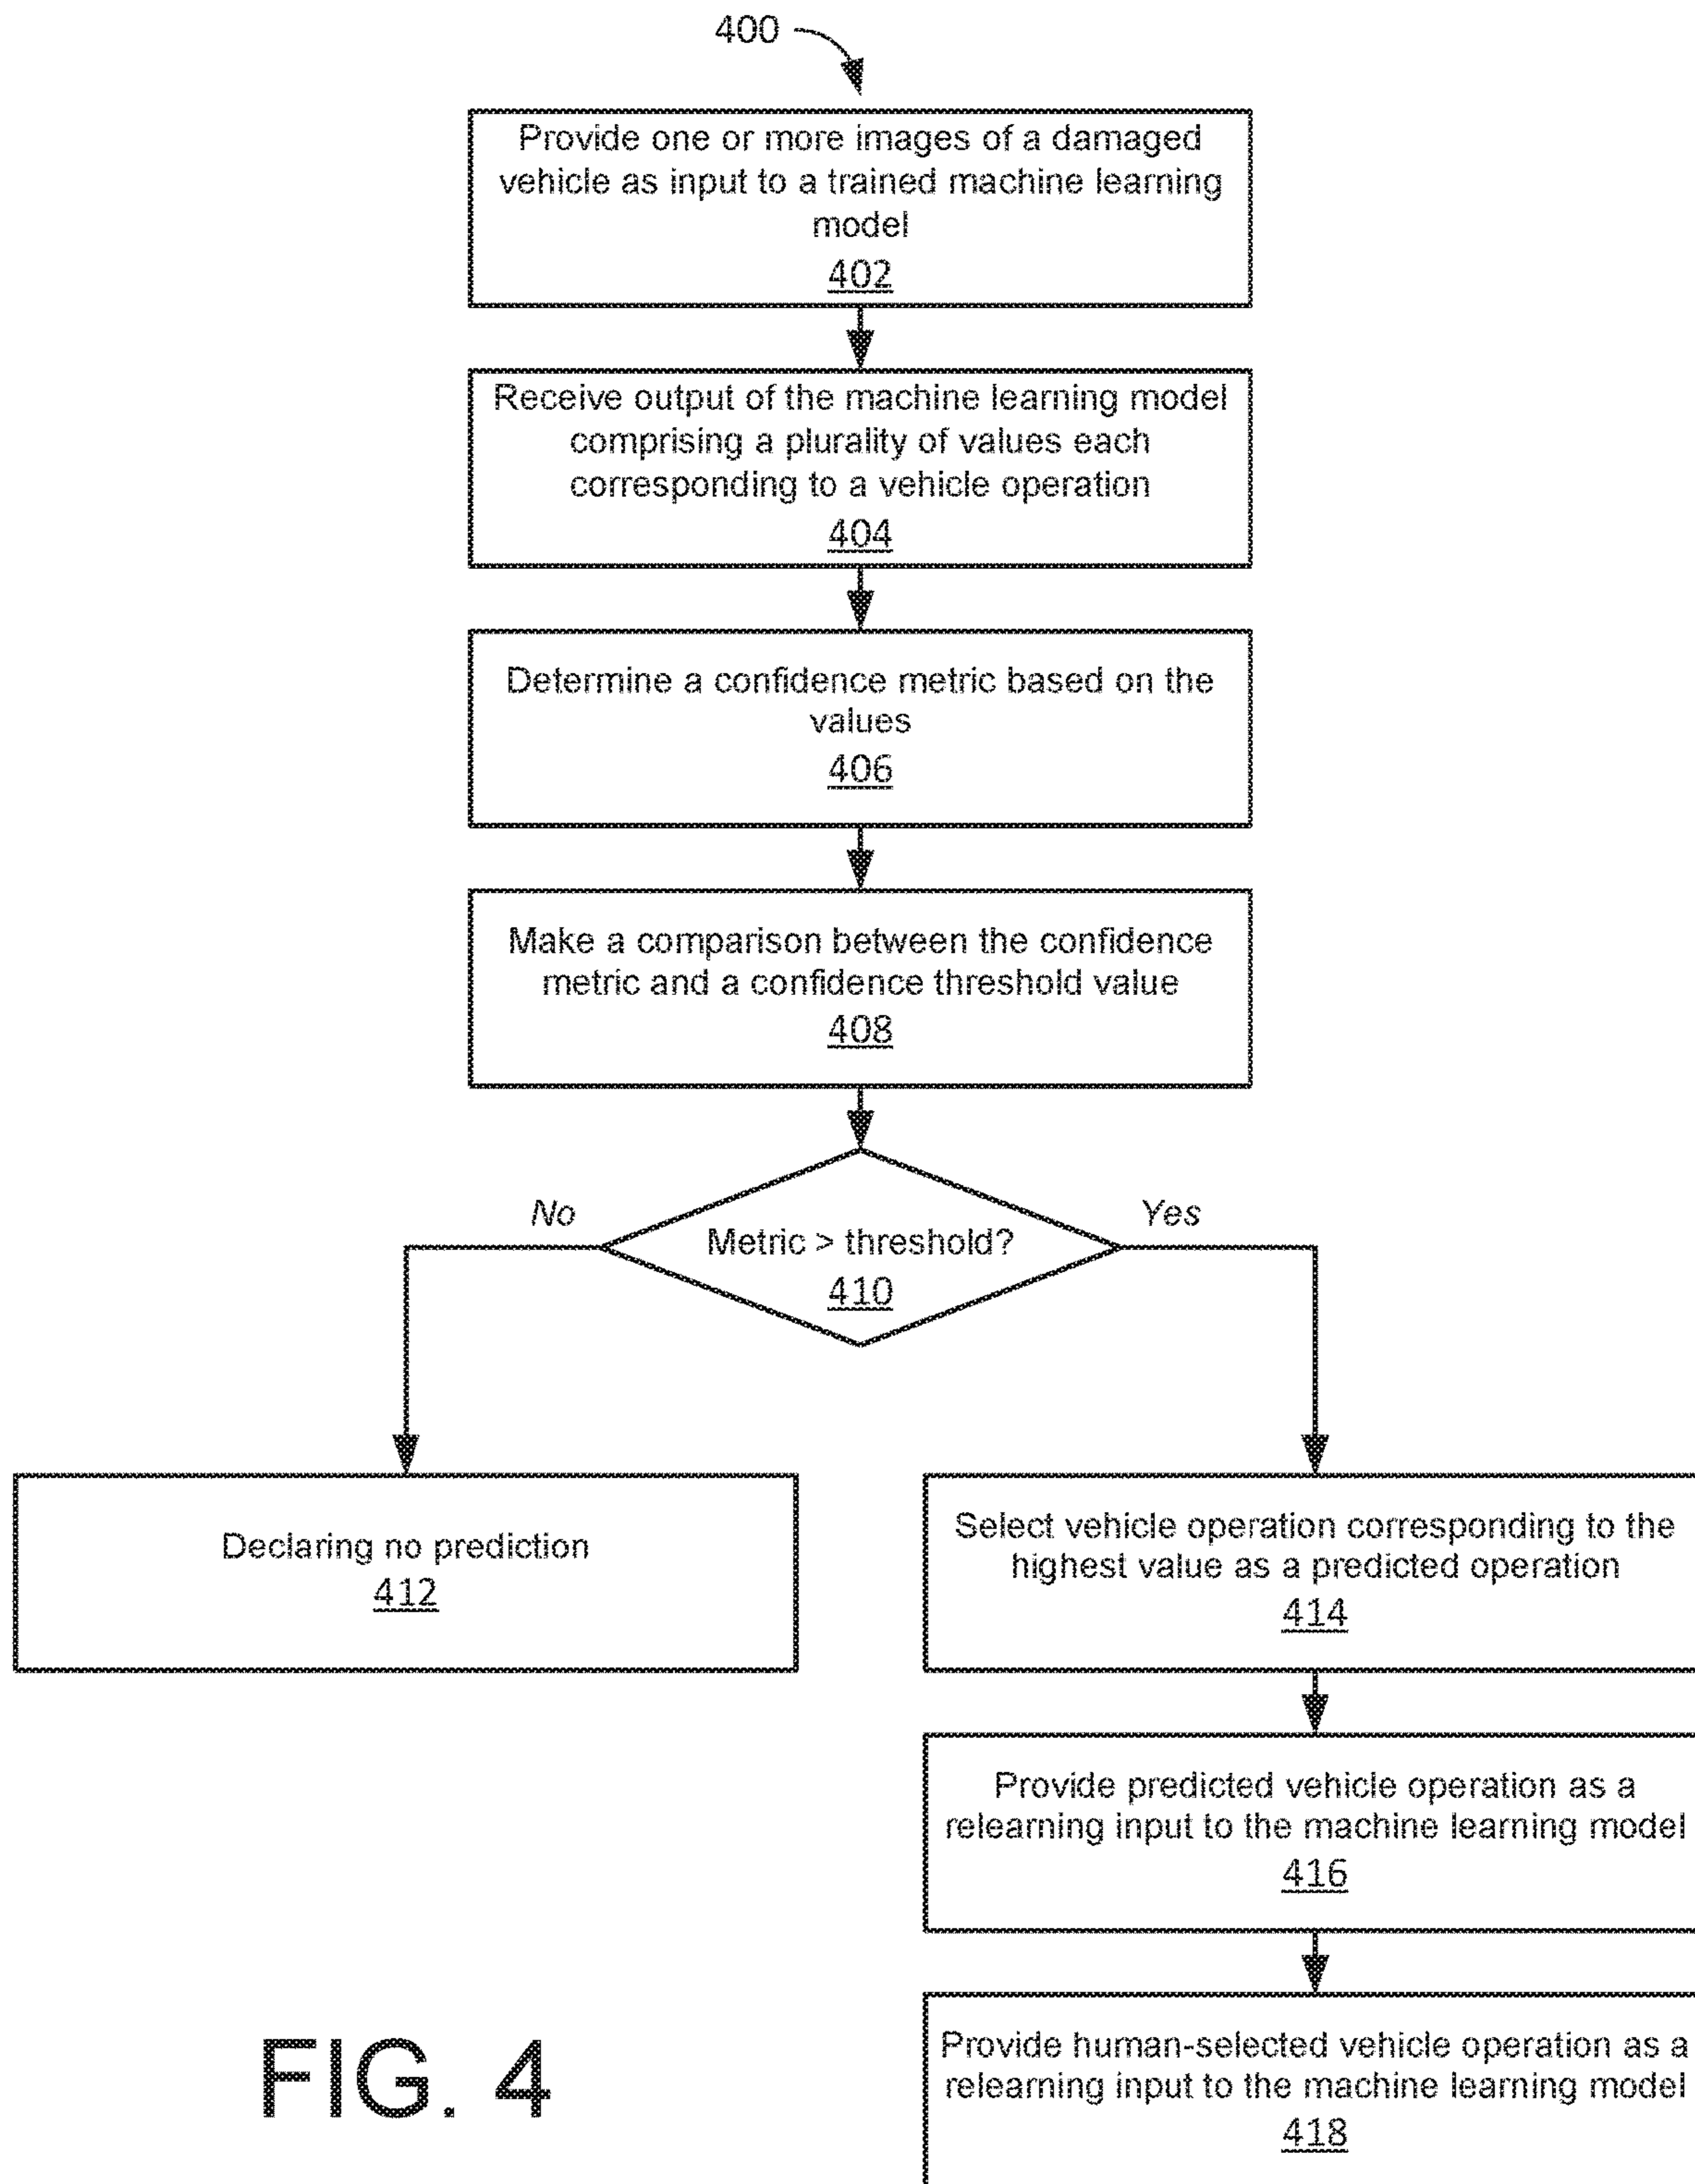 400
Provide one or more images of a damaged
vehicle as input to a trained machine learning
model
402
Receive output of the machine learning model
comprising a plurality of values each
corresponding to a vehicle operation
404
Determine a confidence metric based on the
values
406
Make a comparison between the confidence
metric and a confidence threshold value
408
No
Yes
Metric > threshold?
410
Declaring no prediction
412
Select vehicle operation corresponding to the
highest value as a predicted operation
414
Provide predicted vehicle operation as a
relearning input to the machine learning model
416
Provide human-selected vehicle operation as a
relearning input to the machine learning model
418
FIG. 4